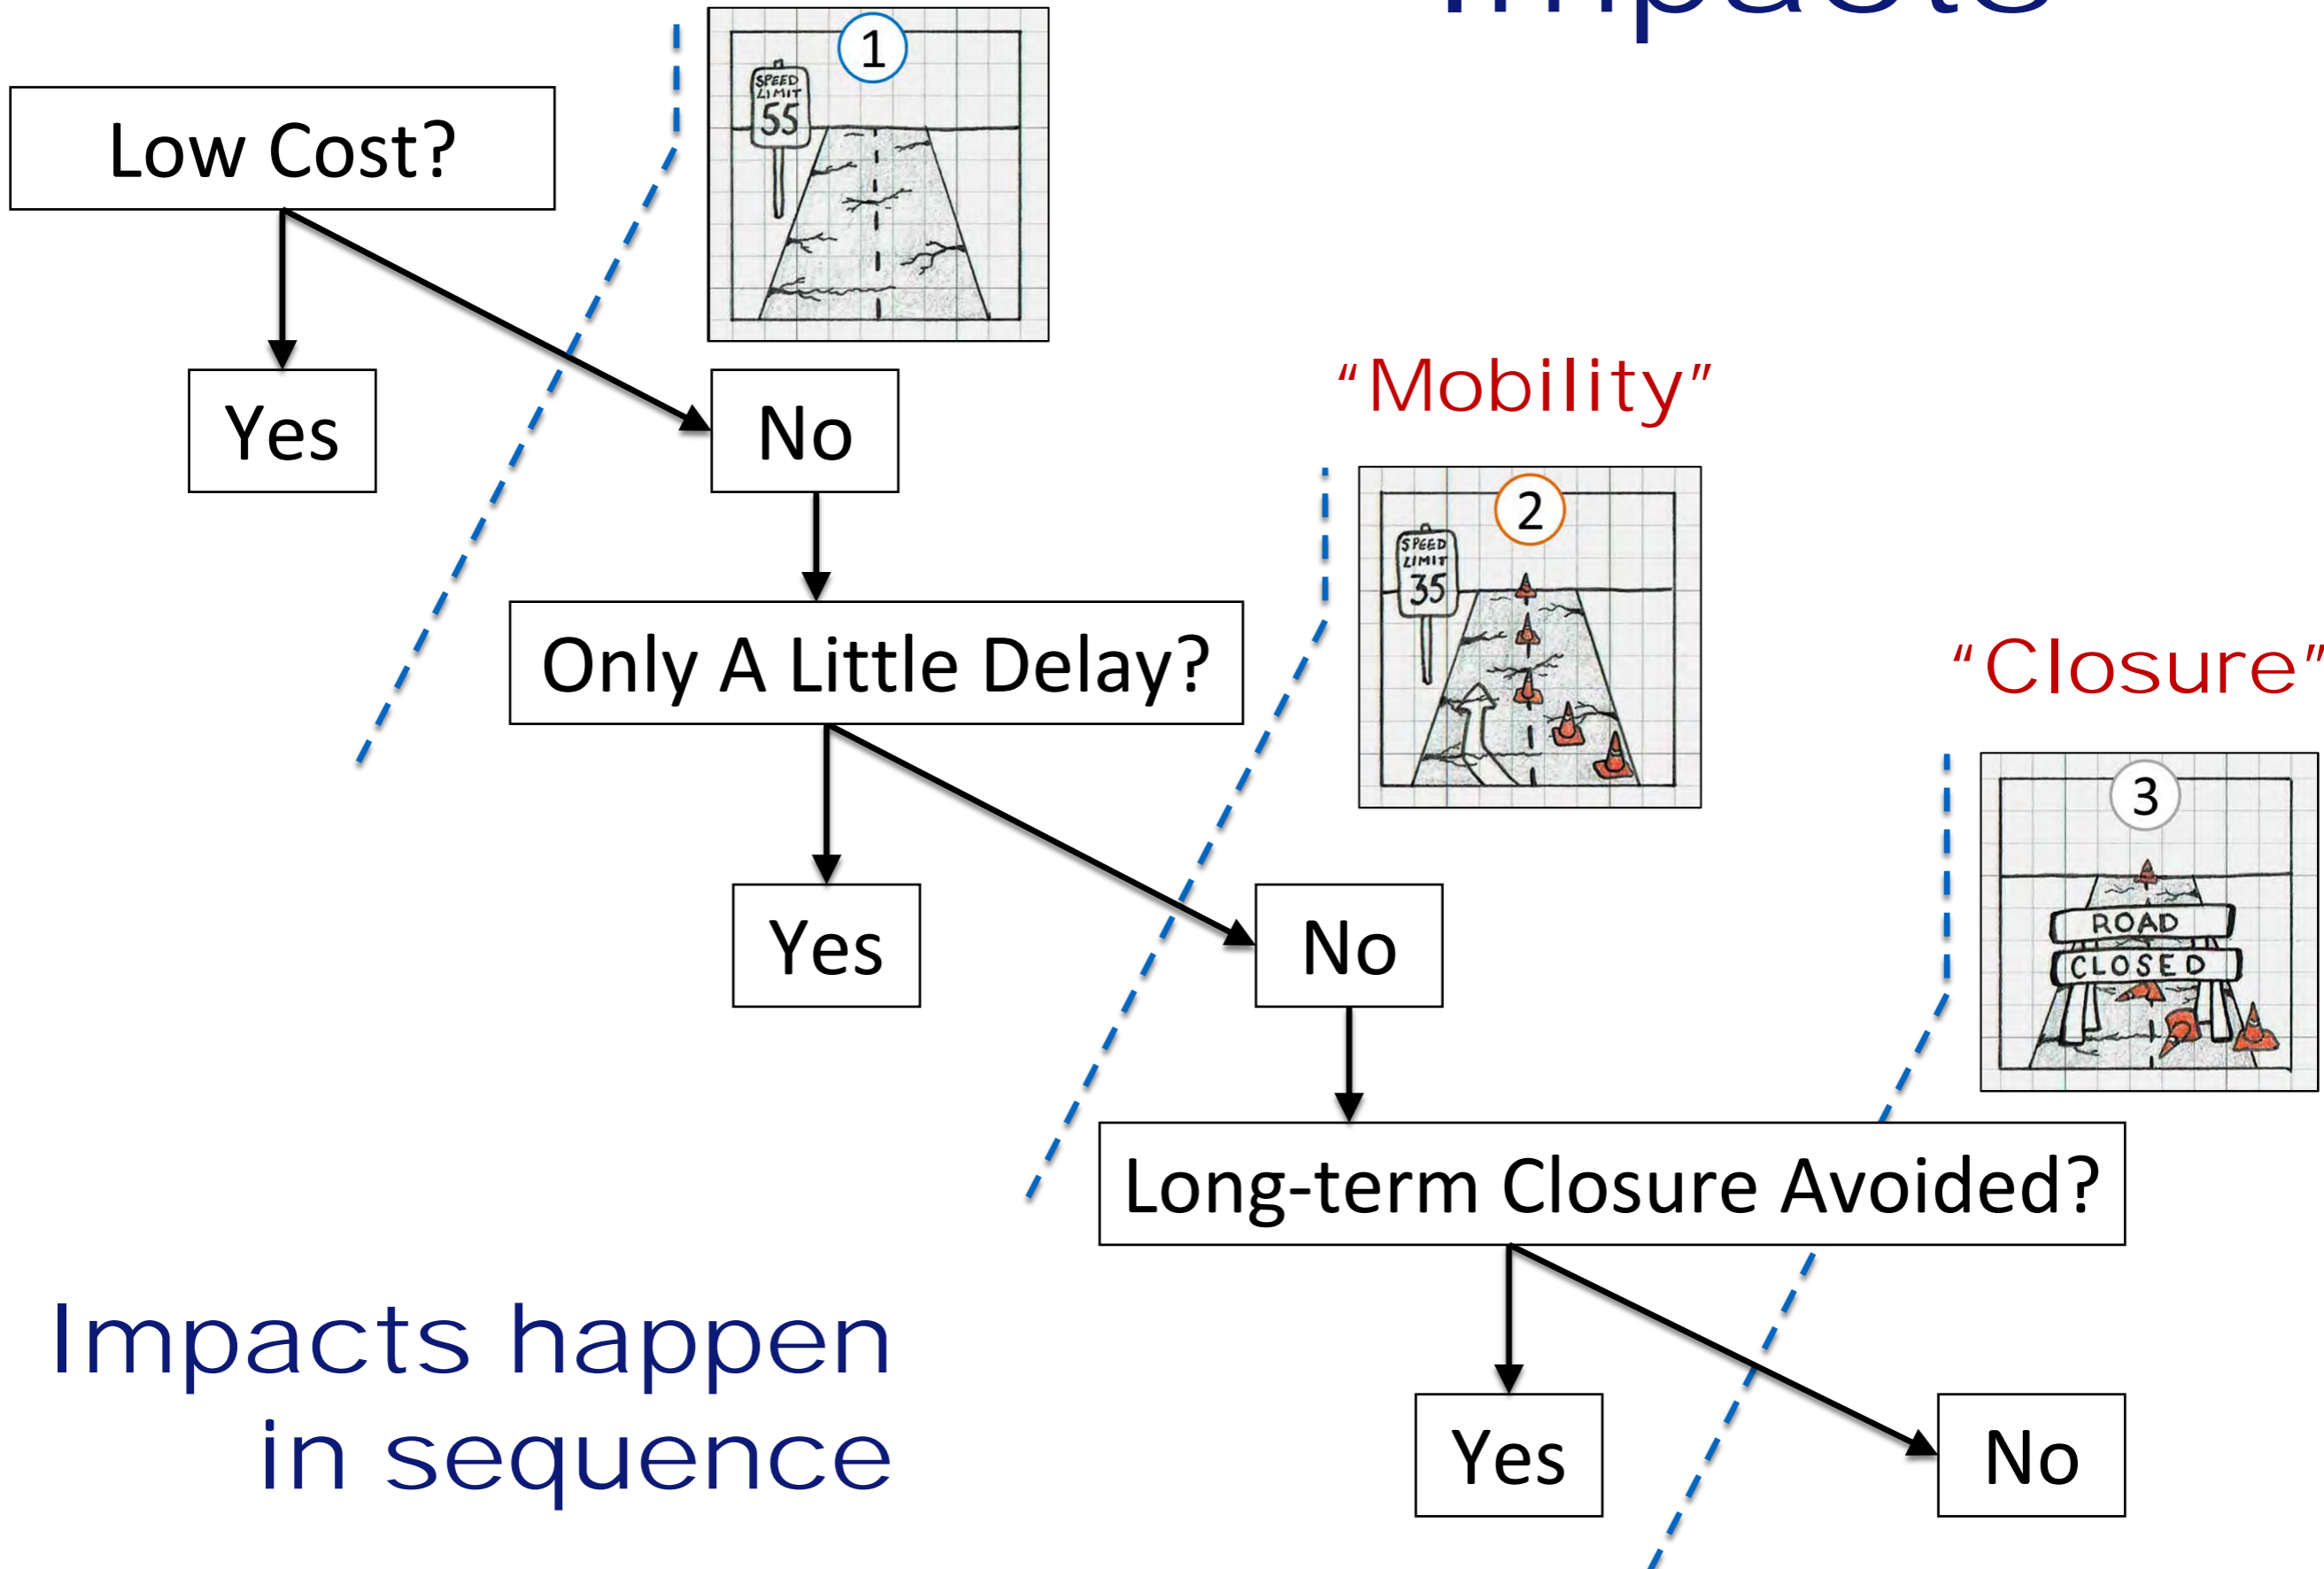 Impacts
1
SPEED
LIMIT
55
Low Cost?
Yes
No
“Mobility”
2
SPEED
LIMIT
35
Only A Little Delay?
“Closure”
3
ROAD
CLOSED
Yes
No
Long-term Closure Avoided?
Impacts happen
in sequence
Yes
No